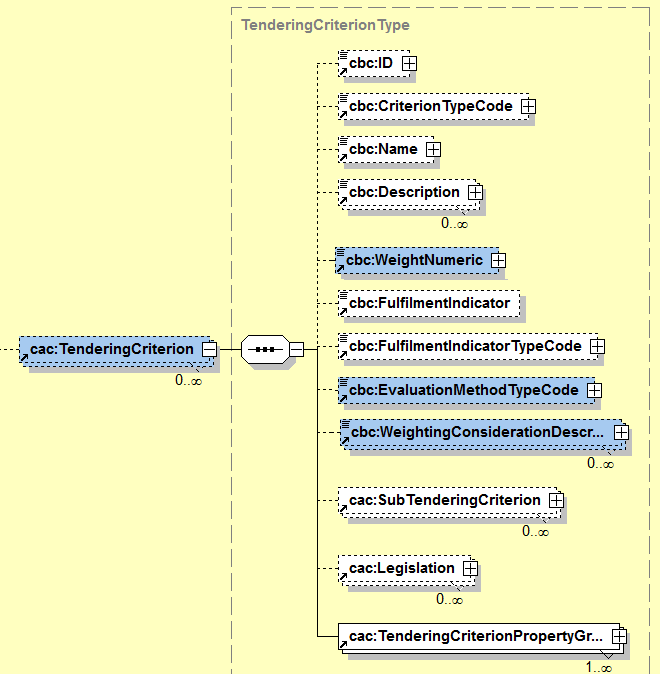 TenderingCriterionType
cbc:ID
cbc:CriterionTypeCode
cbc:Name
cbc:Description
0..∞
cbc:WeightNumeric
cbc:FulfilmentIndicator
cac:TenderingCriterion
0..∞
cbc:FulfilmentIndicatorTypeCode
cbc:EvaluationMethodTypeCode
cbc:WeightingConsiderationDescr...
0..∞
cac:SubTenderingCriterion
0..∞
cac:Legislation
0..∞
cac:TenderingCriterionPropertyGr...
1..∞